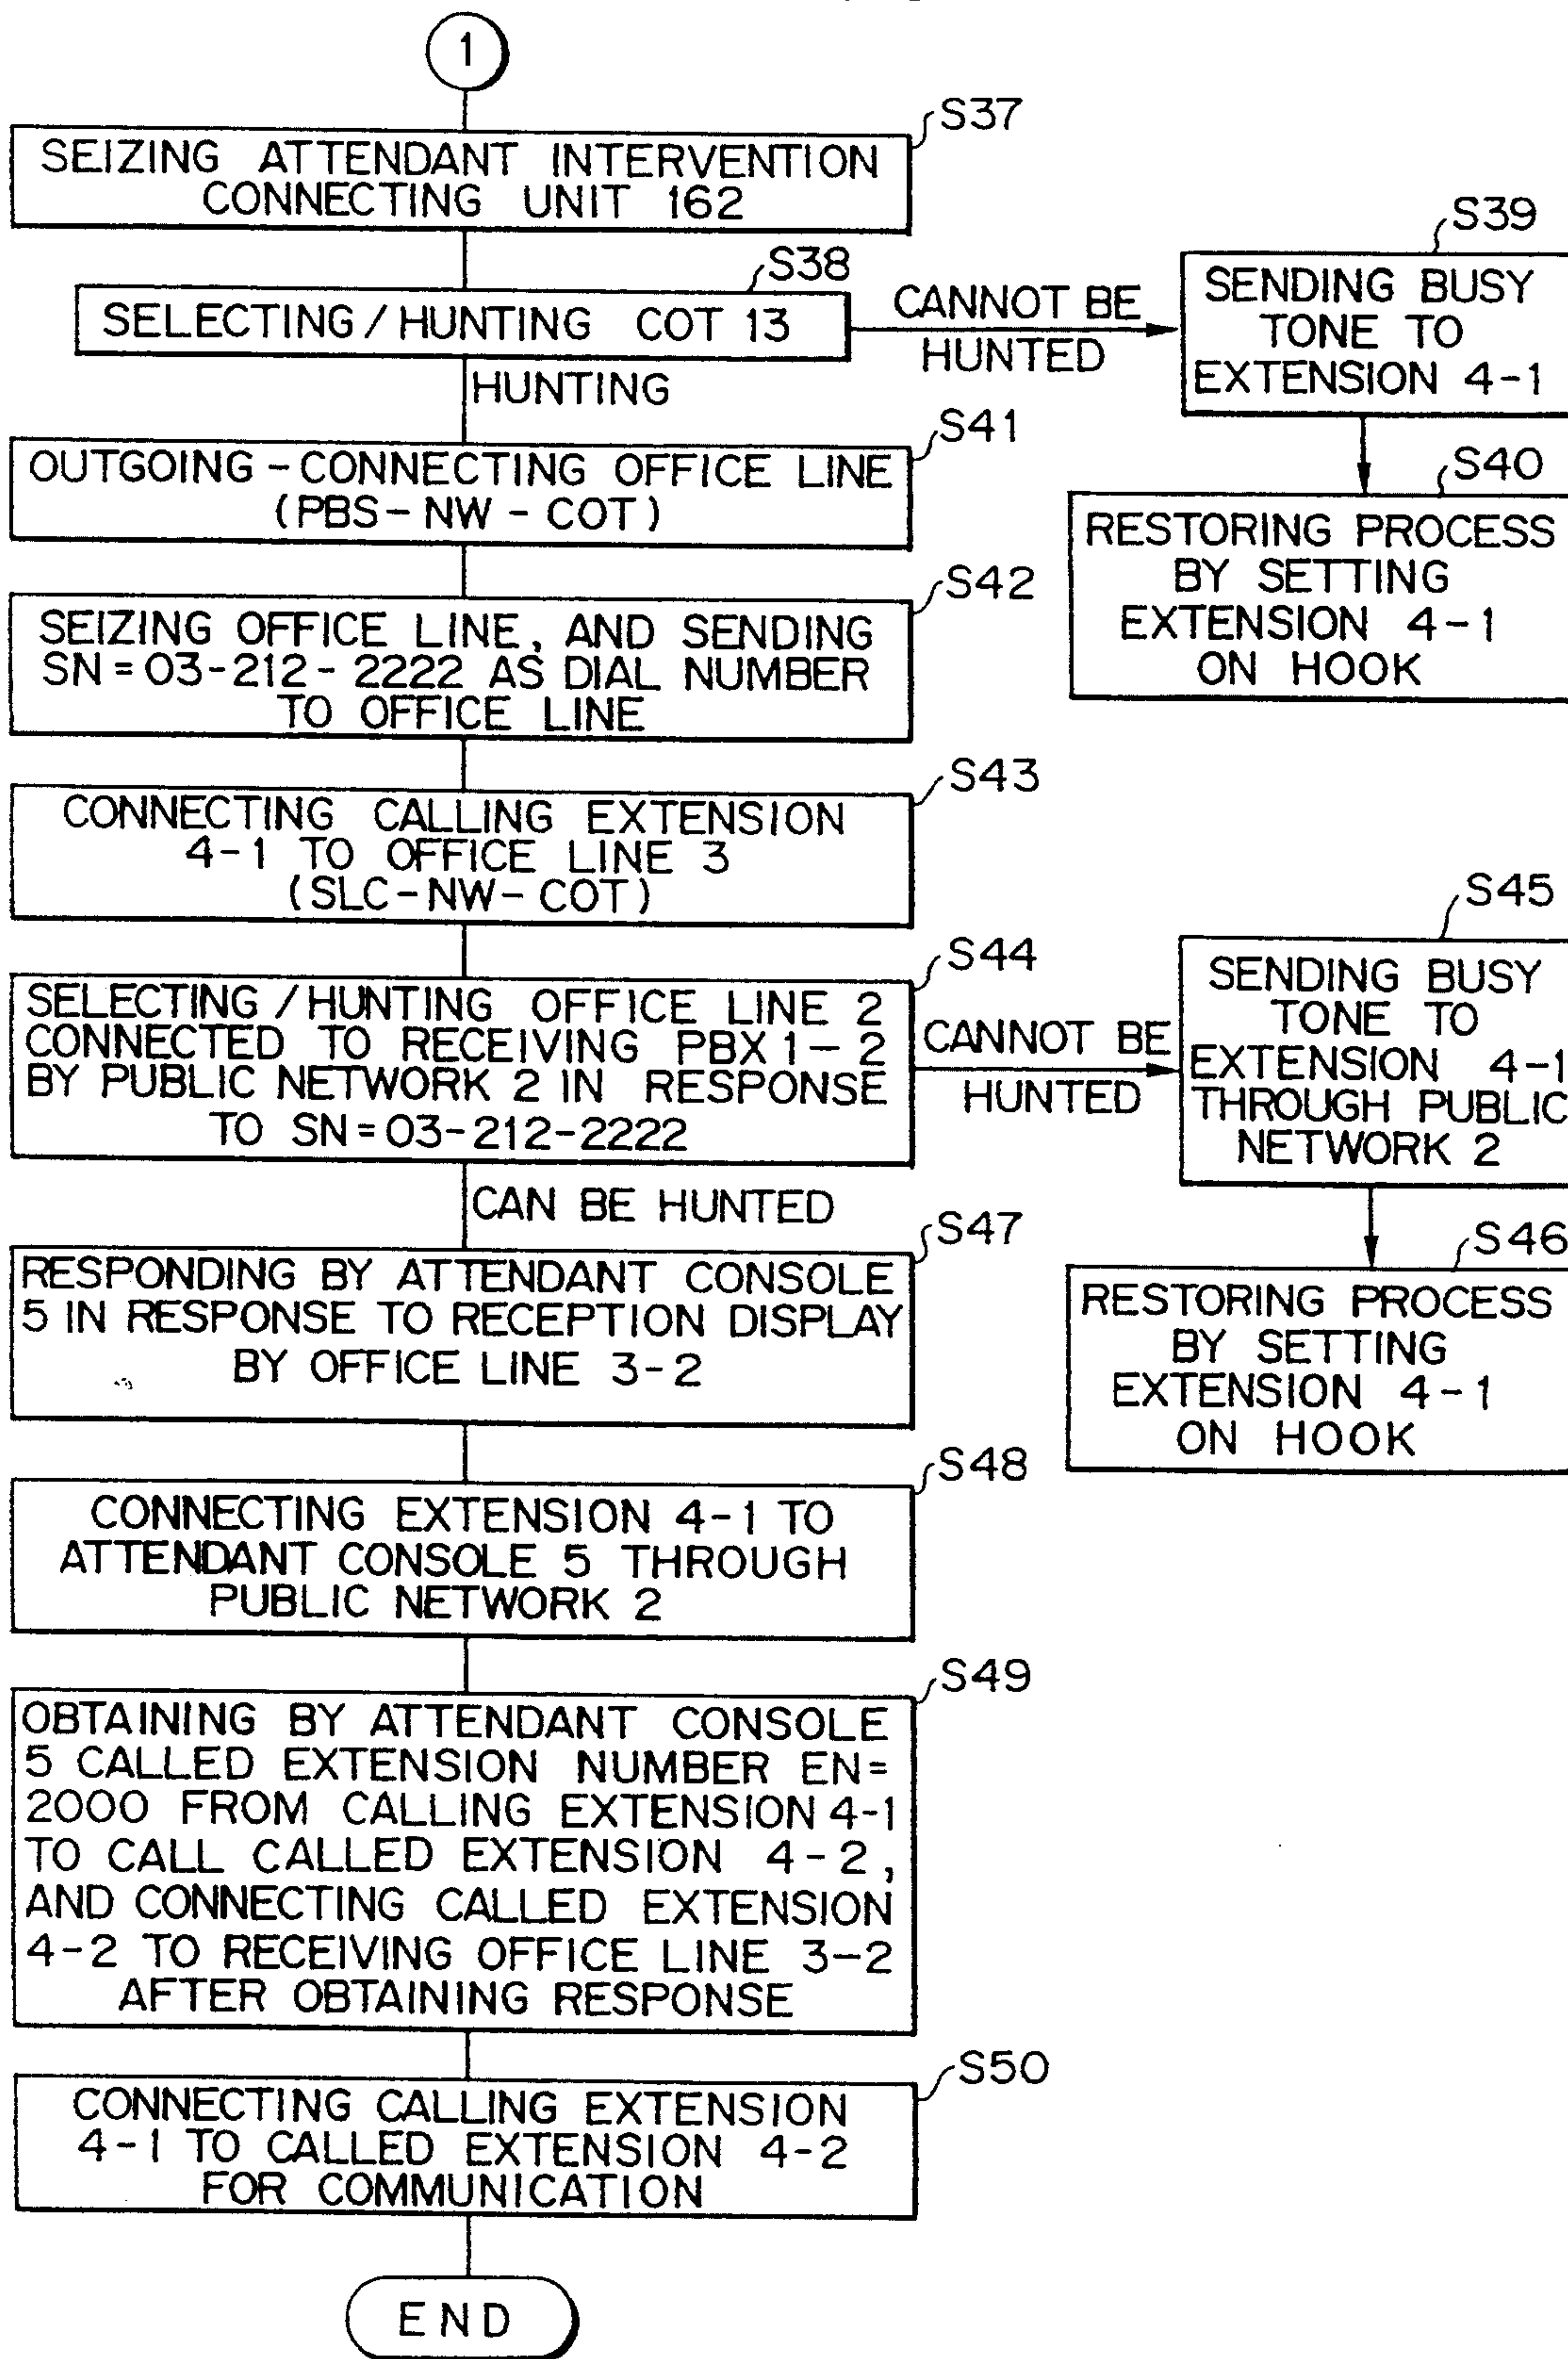 1
S37
SEIZING ATTENDANT INTERVENTION
CONNECTING UNIT 162
S38
SELECTING/HUNTING COT 13
CANNOT BE
HUNTED
S39
SENDING BUSY
TONE TO
EXTENSION 4-1
HUNTING
S40
RESTORING PROCESS
BY SETTING
EXTENSION 4-1
ON HOOK
S41
OUTGOING-CONNECTING OFFICE LINE
(PBS-NW-COT)
S42
SEIZING OFFICE LINE, AND SENDING
SN=03-212-2222 AS DIAL NUMBER
TO OFFICE LINE
S43
CONNECTING CALLING EXTENSION
4-1 TO OFFICE LINE 3
(SLC-NW-COT)
S44
SELECTING/HUNTING OFFICE LINE 2
CONNECTED TO RECEIVING PBX 1-2
BY PUBLIC NETWORK 2 IN RESPONSE
TO SN=03-212-2222
CANNOT BE
HUNTED
S45
SENDING BUSY
TONE TO
EXTENSION 4-1
THROUGH PUBLIC
NETWORK 2
CAN BE HUNTED
S46
RESTORING PROCESS
BY SETTING
EXTENSION 4-1
ON HOOK
S47
RESPONDING BY ATTENDANT CONSOLE
5 IN RESPONSE TO RECEPTION DISPLAY
BY OFFICE LINE 3-2
S48
CONNECTING EXTENSION 4-1 TO
ATTENDANT CONSOLE 5 THROUGH
PUBLIC NETWORK 2
S49
OBTAINING BY ATTENDANT CONSOLE
5 CALLED EXTENSION NUMBER EN=
2000 FROM CALLING EXTENSION 4-1
TO CALL CALLED EXTENSION 4-2,
AND CONNECTING CALLED EXTENSION
4-2 TO RECEIVING OFFICE LINE 3-2
AFTER OBTAINING RESPONSE
S50
CONNECTING CALLING EXTENSION
4-1 TO CALLED EXTENSION 4-2
FOR COMMUNICATION
END